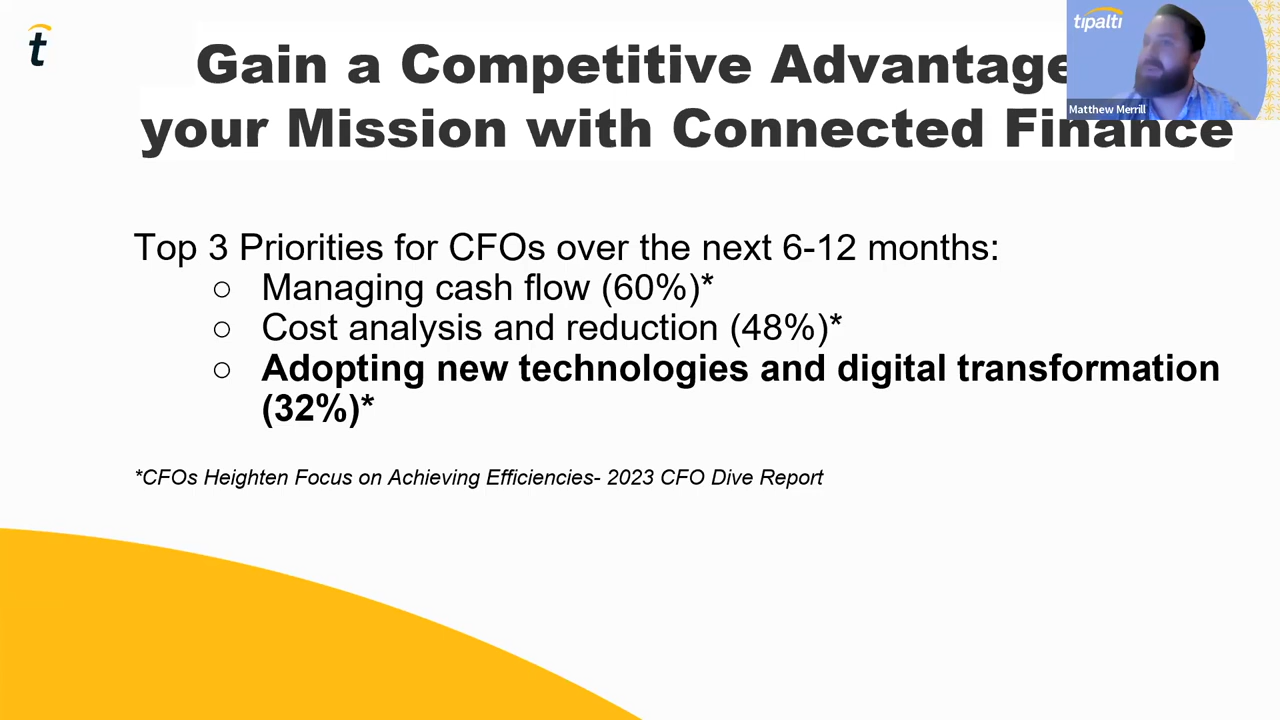 t
Gain a Competitive Advantage
your Mission with Connected Finance
tipalti
Matthew Merrill
Top 3 Priorities for CFOs over the next 6-12 months:
○ Managing cash flow (60%)*
○ Cost analysis and reduction (48%)*
○ Adopting new technologies and digital transformation
(32%)*
*CFOs Heighten Focus on Achieving Efficiencies- 2023 CFO Dive Report